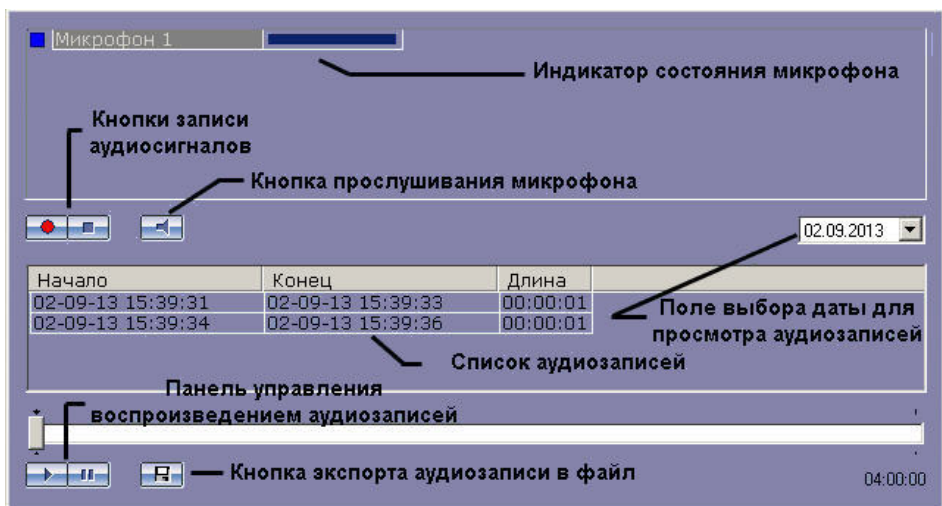 Микрофон 1
Индикатор состояния микрофона
Кнопки записи
аудиосигналов
Кнопка прослушивания микрофона
02.09.2013
Начало Конец Длина
02-09-13 15:39:31 02-09-13 15:39:33 00:00:01
02-09-13 15:39:34 02-09-13 15:39:36 00:00:01
Поле выбора даты для
просмотра аудиозаписей
Список аудиозаписей
Панель управления
воспроизведением аудиозаписей
Кнопка экспорта аудиозаписи в файл
04:00:00